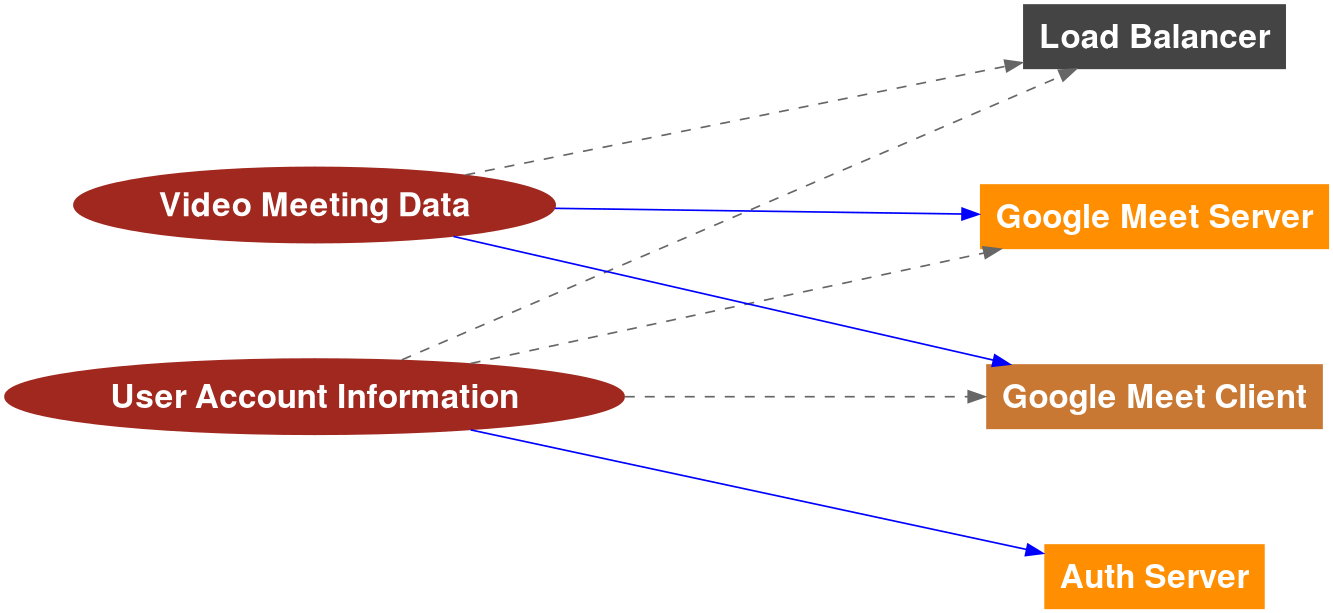 Load Balancer
Video Meeting Data
Google Meet Server
User Account Information
Google Meet Client
Auth Server